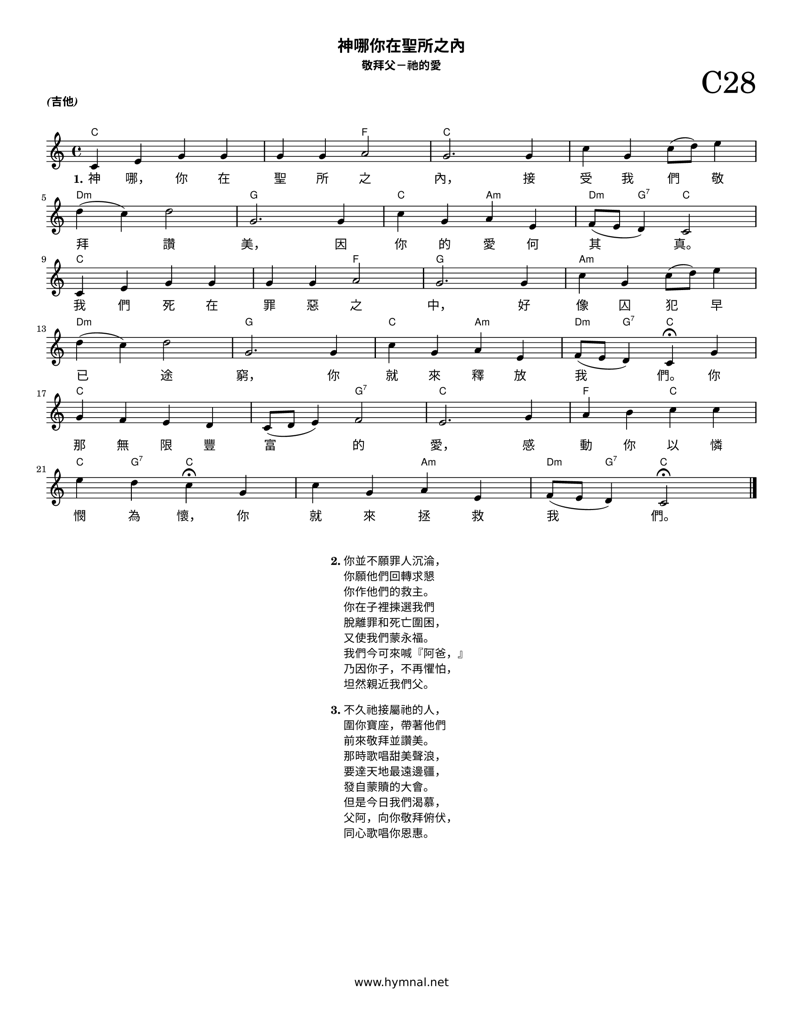 神哪你在聖所之內
敬拜父－祂的愛
C28
(吉他)
C F C
1. 神 哪， 你 在 聖 所 之 內， 接 受 我 們 敬
5 Dm G C Am Dm G7 C
拜 讚 美， 因 你 的 愛 何 其 真。
9 C F G Am
我 們 死 在 罪 惡 之 中， 好 像 囚 犯 早
13 Dm G C Am Dm G7 C
已 途 窮， 你 就 來 釋 放 我 們。 你
17 C G7 C F C
那 無 限 豐 富 的 愛， 感 動 你 以 憐
21 C G7 C Am Dm G7 C
憫 為 懷， 你 就 來 拯 救 我 們。
2. 你並不願罪人沉淪，
你願他們回轉求懇
你作他們的救主。
你在子裡揀選我們
脫離罪和死亡圍困，
又使我們蒙永福。
我們今可來喊『阿爸，』
乃因你子，不再懼怕，
坦然親近我們父。
3. 不久祂接屬祂的人，
圍你寶座，帶著他們
前來敬拜並讚美。
那時歌唱甜美聲浪，
要達天地最遠邊疆，
發自蒙贖的大會。
但是今日我們渴慕，
父阿，向你敬拜俯伏，
同心歌唱你恩惠。
www.hymnal.net